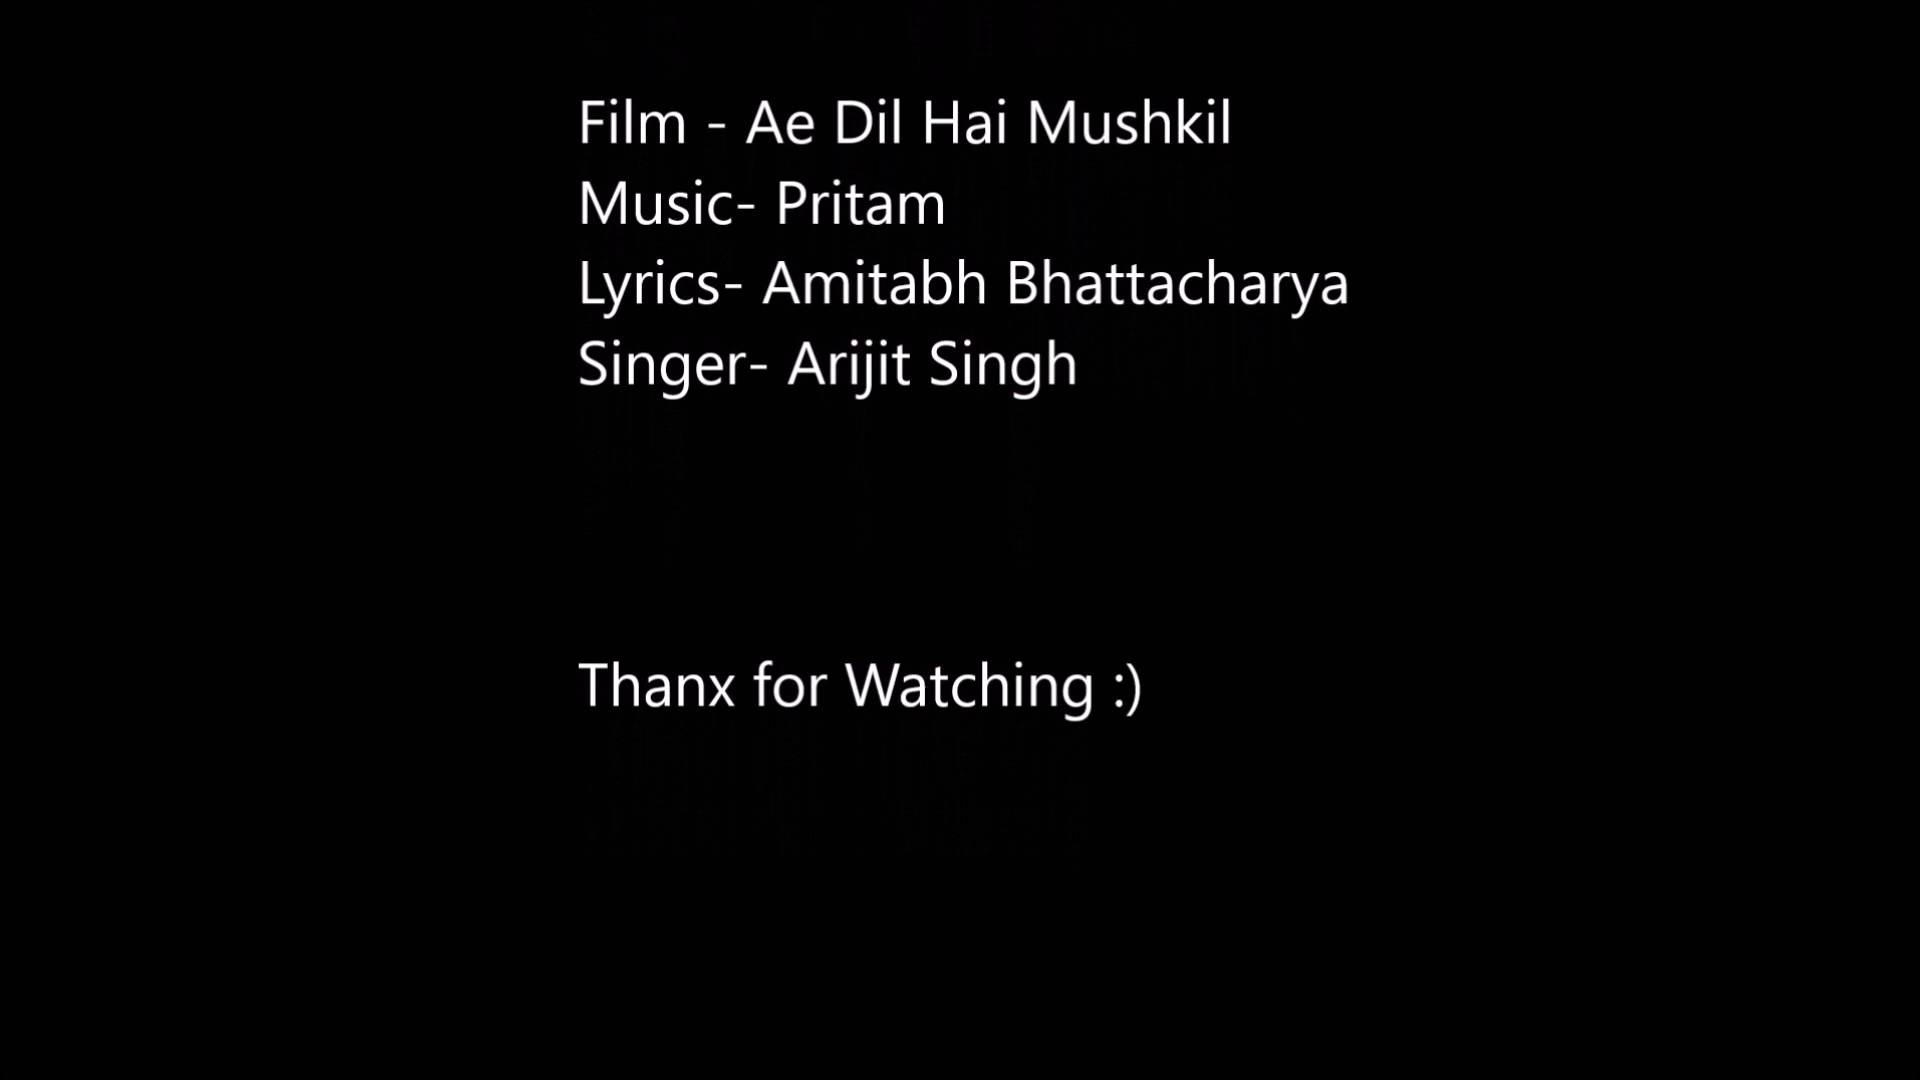 Film - Ae Dil Hai Mushkil
Music- Pritam
Lyrics- Amitabh Bhattacharya
Singer- Arijit Singh
Thanx for Watching :)